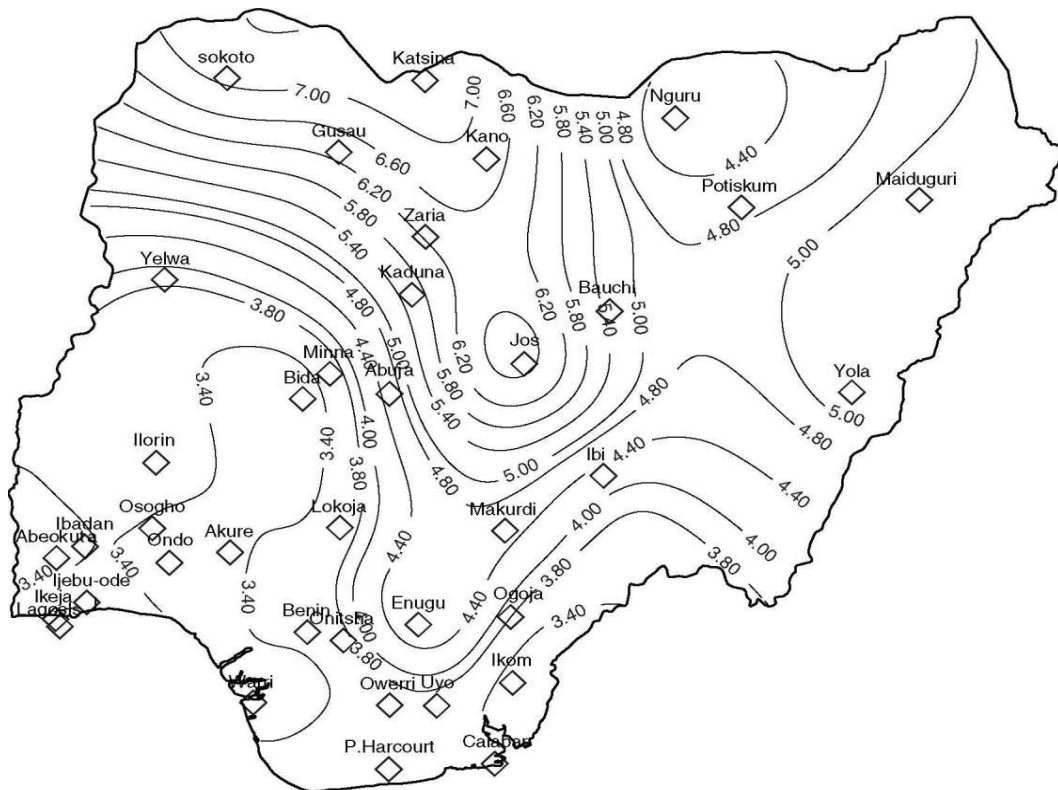 sokoto
Katsina
7.00
7.00
6.60
6.20
5.80
5.40
5.00
4.80
Nguru
Gusau
Kano
6.60
4.40
6.20
Potiskum
Maiduguri
5.80
Zaria
4.80
5.40
5.00
Yelwa
Kaduna
4.80
6.20
5.80
5.40
5.00
Bauchi
3.80
4.40
5.00
6.20
Jos
3.40
Minna
Bida
Abuja
5.80
4.80
Yola
5.00
5.40
4.00
4.80
3.40
Ilorin
3.80
4.80
5.00
Ibi
4.40
4.40
Osogho
Lokoja
Makurdi
4.00
4.00
Ibadan
Abeokuta
Akure
Ondo
3.40
4.40
3.80
3.80
3.40
Ijebu-ode
Ikeja
Lagos
3.40
Benin
Onitsha
4.00
Enugu
4.40
Ogoja
3.40
3.80
Ikom
Warri
Owerri
Uyo
P.Harcourt
Calabar